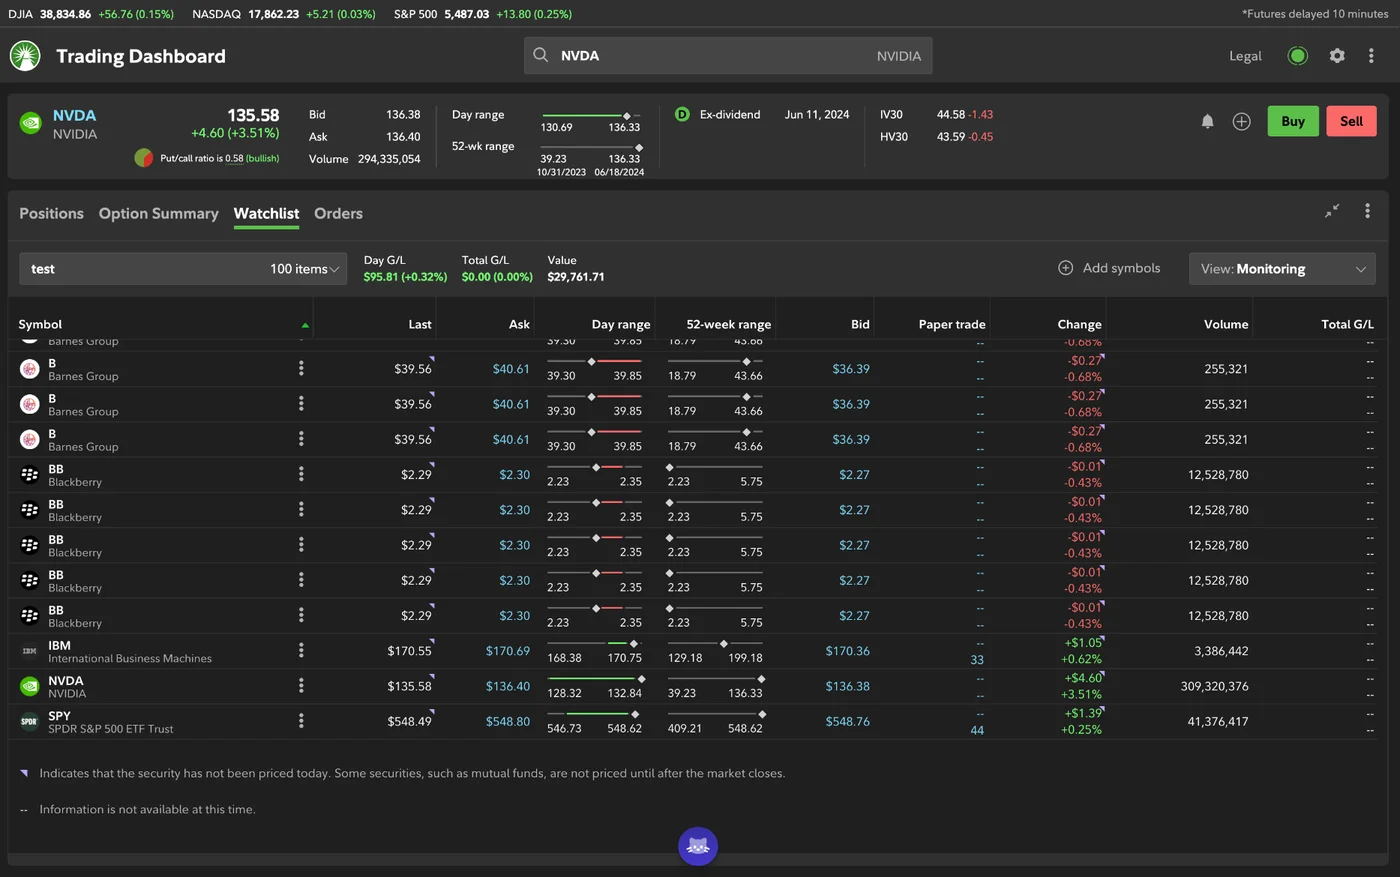 DJIA 38,834.86 +56.76 (0.15%) NASDAQ 17,862.23 +5.21 (0.03%) S&P 500 5,487.03 +13.80 (0.25%) *Futures delayed 10 minutes
Trading Dashboard NVDA NVIDIA Legal
NVDA 135.58 Bid 136.38 Day range D Ex-dividend Jun 11, 2024 IV30 44.58 -1.43 Buy Sell
130.69 136.33
NVIDIA +4.60 (+3.51%) Ask 136.40 HV30 43.59 -0.45
52-wk range
Put/call ratio is 0.58 (bullish) Volume 294,335,054 39.23 136.33
10/31/2023 06/18/2024
Positions Option Summary Watchlist Orders
test 100 items Day G/L Total G/L Value Add symbols View: Monitoring
$95.81 (+0.32%) $0.00 (0.00%) $29,761.71
Symbol Last Ask Day range 52-week range Bid Paper trade Change Volume Total G/L
Barnes Group 39.30 39.85 18.79 43.66 -- -0.68% --
B $39.56 $40.61 $36.39 -- -$0.27 255,321 --
Barnes Group 39.30 39.85 18.79 43.66 -- -0.68% --
B $39.56 $40.61 $36.39 -- -$0.27 255,321 --
Barnes Group 39.30 39.85 18.79 43.66 -- -0.68% --
B $39.56 $40.61 $36.39 -- -$0.27 255,321 --
Barnes Group 39.30 39.85 18.79 43.66 -- -0.68% --
BB $2.29 $2.30 $2.27 -- -$0.01 12,528,780 --
Blackberry 2.23 2.35 2.23 5.75 -- -0.43% --
BB $2.29 $2.30 $2.27 -- -$0.01 12,528,780 --
Blackberry 2.23 2.35 2.23 5.75 -- -0.43% --
BB $2.29 $2.30 $2.27 -- -$0.01 12,528,780 --
Blackberry 2.23 2.35 2.23 5.75 -- -0.43% --
BB $2.29 $2.30 $2.27 -- -$0.01 12,528,780 --
Blackberry 2.23 2.35 2.23 5.75 -- -0.43% --
BB $2.29 $2.30 $2.27 -- -$0.01 12,528,780 --
Blackberry 2.23 2.35 2.23 5.75 -- -0.43% --
IBM IBM $170.55 $170.69 $170.36 -- +$1.05 3,386,442 --
International Business Machines 168.38 170.75 129.18 199.18 33 +0.62% --
NVDA $135.58 $136.40 $136.38 -- +$4.60 309,320,376 --
NVIDIA 128.32 132.84 39.23 136.33 -- +3.51% --
SPDR SPY $548.49 $548.80 $548.76 -- +$1.39 41,376,417 --
SPDR S&P 500 ETF Trust 546.73 548.62 409.21 548.62 44 +0.25% --
Indicates that the security has not been priced today. Some securities, such as mutual funds, are not priced until after the market closes.
-- Information is not available at this time.